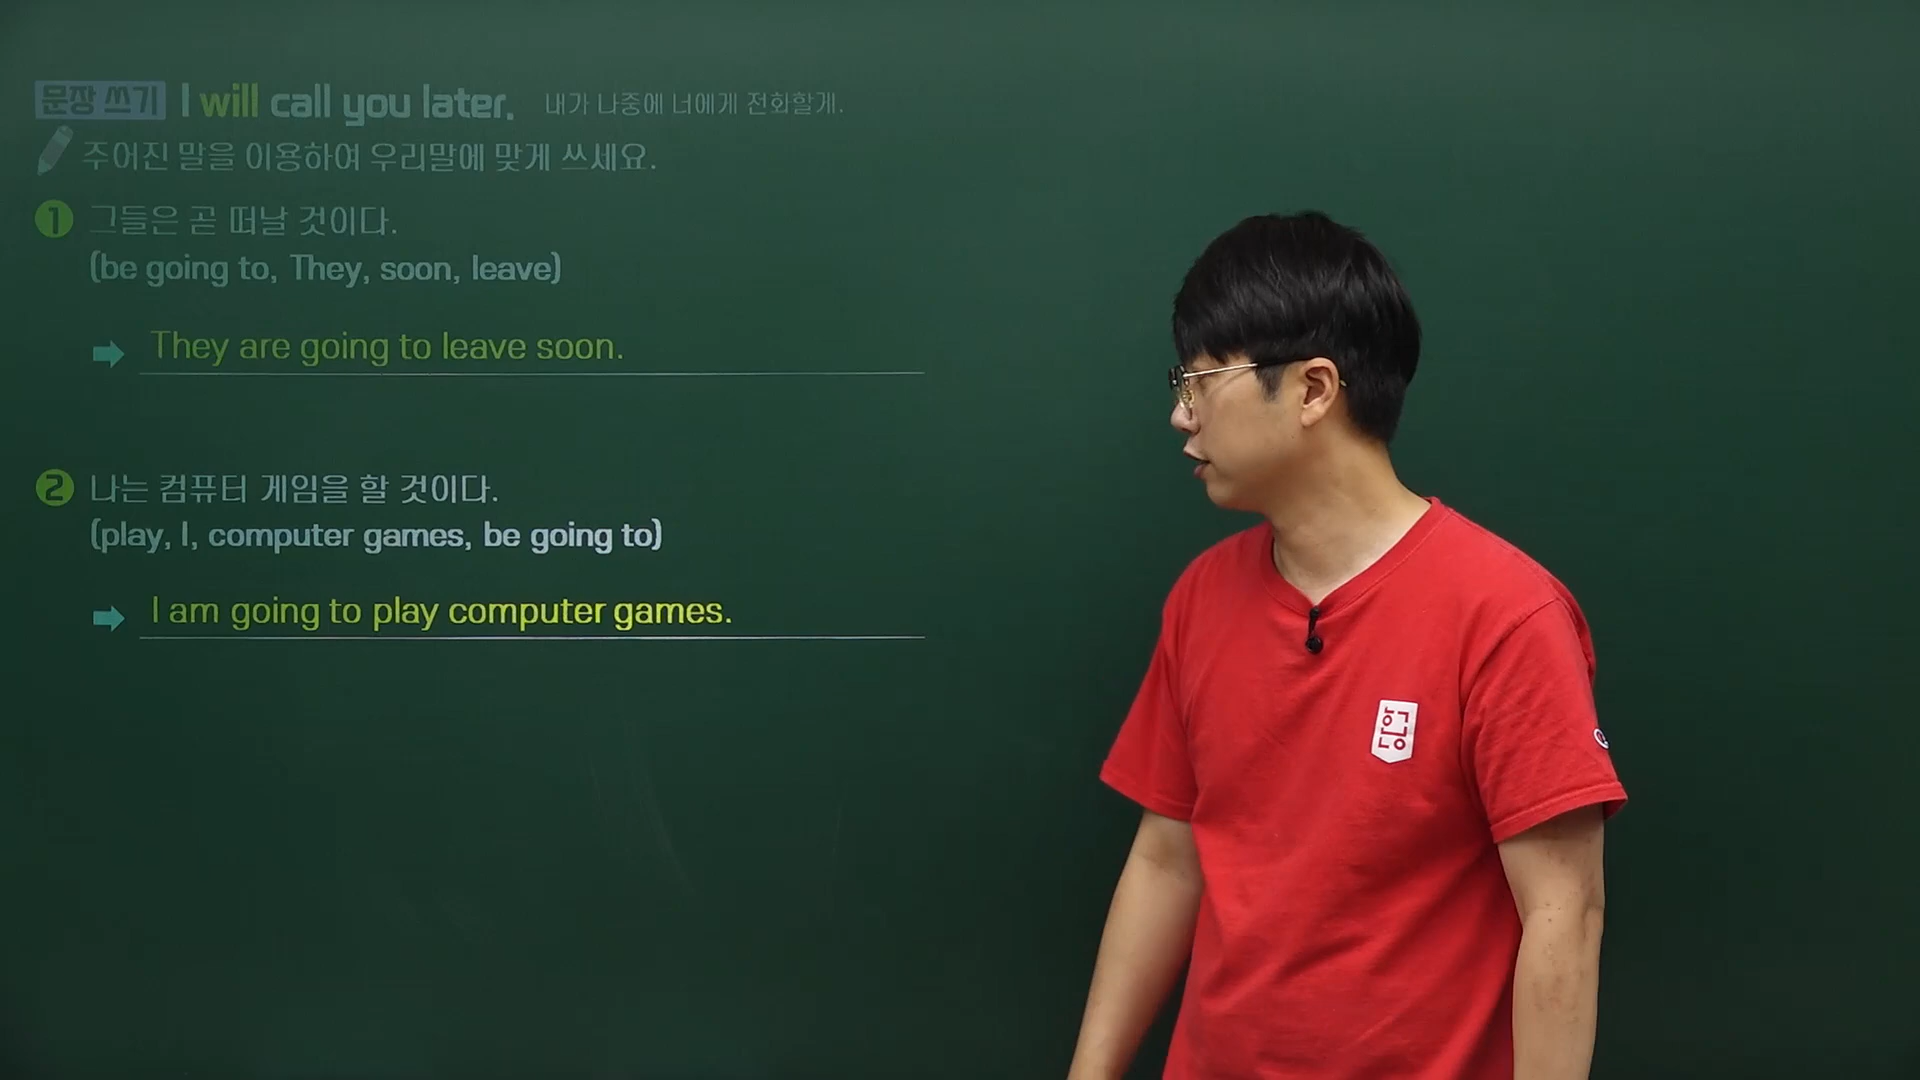 문장 쓰기 I will call you later. 내가 나중에 너에게 전화할게.
주어진 말을 이용하여 우리말에 맞게 쓰세요.
1 그들은 곧 떠날 것이다.
(be going to, They, soon, leave)
They are going to leave soon.
2 나는 컴퓨터 게임을 할 것이다.
(play, I, computer games, be going to)
I am going to play computer games.